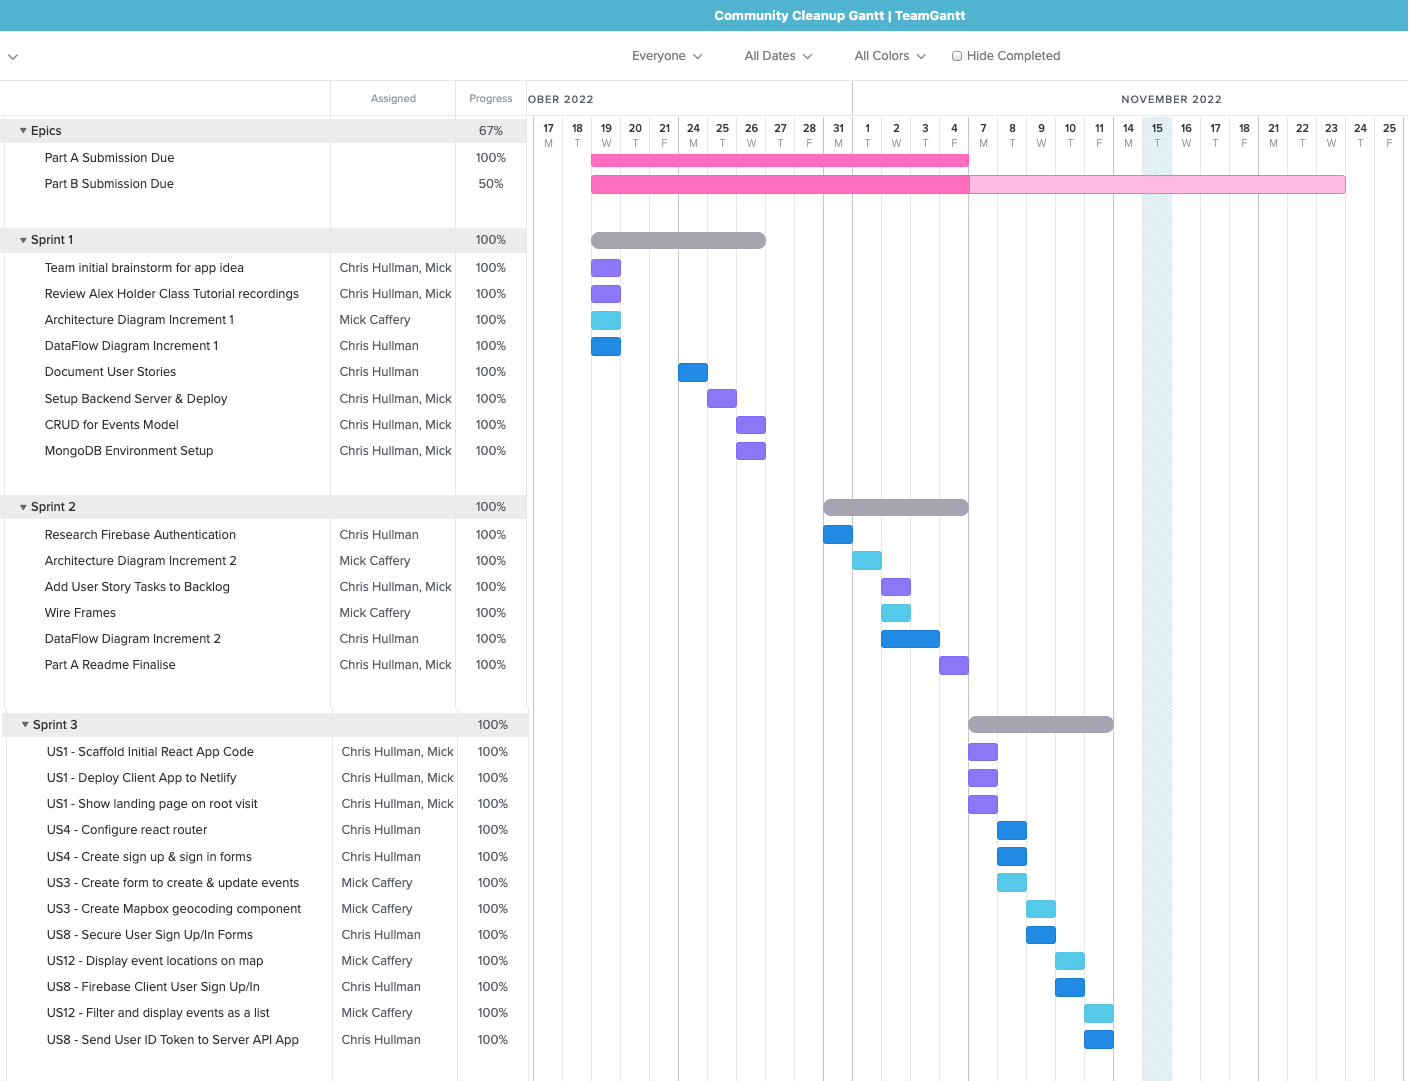 Community Cleanup Gantt | TeamGantt
Everyone All Dates All Colors Hide Completed
Assigned Progress OBER 2022 NOVEMBER 2022
17 18 19 20 21 24 25 26 27 28 31 1 2 3 4 7 8 9 10 11 14 15 16 17 18 21 22 23 24 25
M T W T F M T W T F M T W T F M T W T F M T W T F M T W T F
Epics 67%
Part A Submission Due 100%
Part B Submission Due 50%
Sprint 1 100%
Team initial brainstorm for app idea Chris Hullman, Mick 100%
Review Alex Holder Class Tutorial recordings Chris Hullman, Mick 100%
Architecture Diagram Increment 1 Mick Caffery 100%
DataFlow Diagram Increment 1 Chris Hullman 100%
Document User Stories Chris Hullman 100%
Setup Backend Server & Deploy Chris Hullman, Mick 100%
CRUD for Events Model Chris Hullman, Mick 100%
MongoDB Environment Setup Chris Hullman, Mick 100%
Sprint 2 100%
Research Firebase Authentication Chris Hullman 100%
Architecture Diagram Increment 2 Mick Caffery 100%
Add User Story Tasks to Backlog Chris Hullman, Mick 100%
Wire Frames Mick Caffery 100%
DataFlow Diagram Increment 2 Chris Hullman 100%
Part A Readme Finalise Chris Hullman, Mick 100%
Sprint 3 100%
US1 - Scaffold Initial React App Code Chris Hullman, Mick 100%
US1 - Deploy Client App to Netlify Chris Hullman, Mick 100%
US1 - Show landing page on root visit Chris Hullman, Mick 100%
US4 - Configure react router Chris Hullman 100%
US4 - Create sign up & sign in forms Chris Hullman 100%
US3 - Create form to create & update events Mick Caffery 100%
US3 - Create Mapbox geocoding component Mick Caffery 100%
US8 - Secure User Sign Up/In Forms Chris Hullman 100%
US12 - Display event locations on map Mick Caffery 100%
US8 - Firebase Client User Sign Up/In Chris Hullman 100%
US12 - Filter and display events as a list Mick Caffery 100%
US8 - Send User ID Token to Server API App Chris Hullman 100%